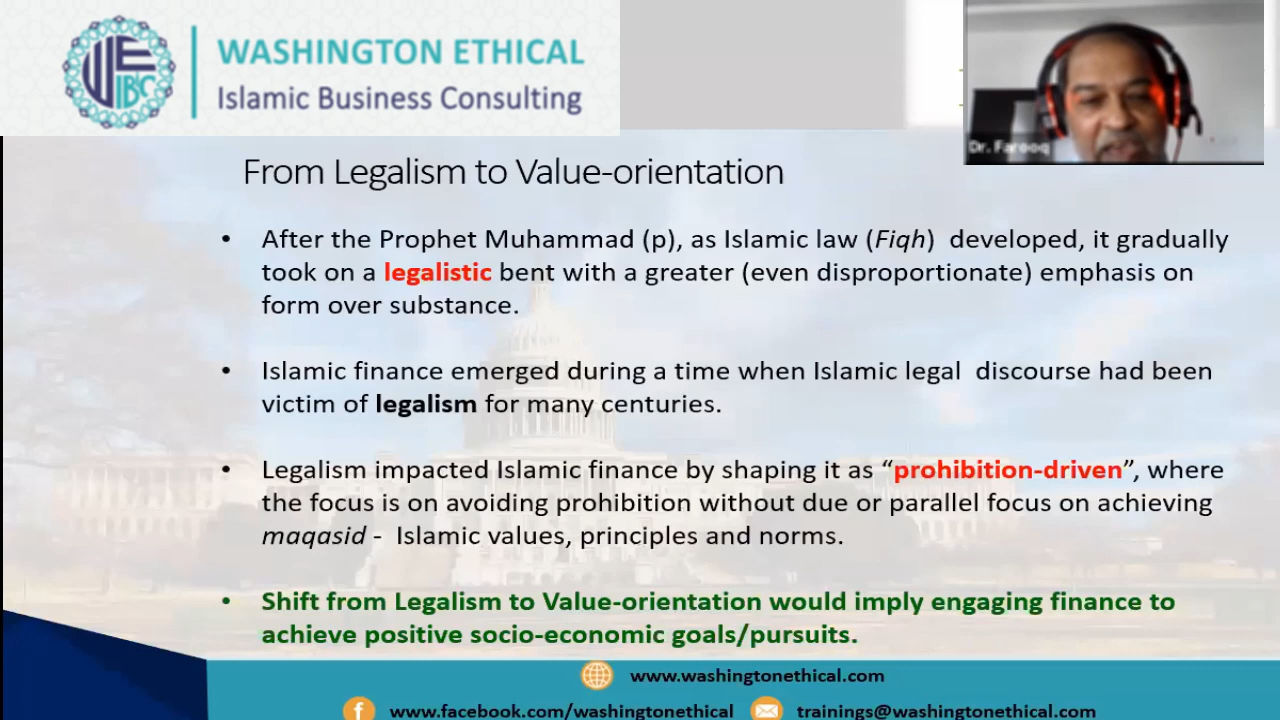 WASHINGTON ETHICAL
Islamic Business Consulting
WEIBC
Dr. Farooq
From Legalism to Value-orientation
• After the Prophet Muhammad (p), as Islamic law (Fiqh) developed, it gradually
took on a legalistic bent with a greater (even disproportionate) emphasis on
form over substance.
• Islamic finance emerged during a time when Islamic legal discourse had been
victim of legalism for many centuries.
• Legalism impacted Islamic finance by shaping it as “prohibition-driven”, where
the focus is on avoiding prohibition without due or parallel focus on achieving
maqasid - Islamic values, principles and norms.
• Shift from Legalism to Value-orientation would imply engaging finance to
achieve positive socio-economic goals/pursuits.
www.washingtonethical.com
www.facebook.com/washingtonethical trainings@washingtonethical.com